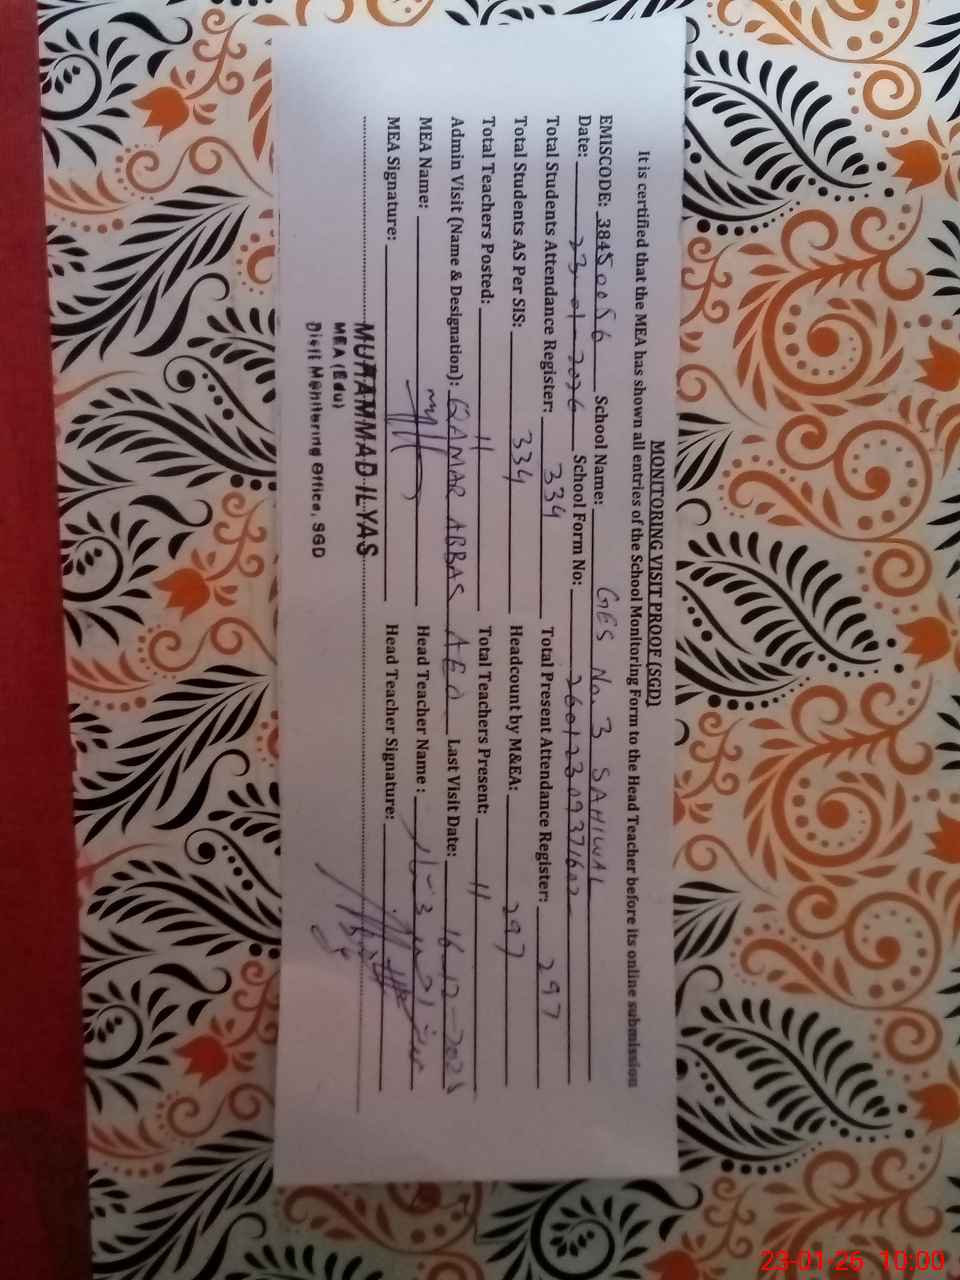 MONITORING VISIT PROOF (SGD)
It is certified that the MEA has shown all entries of the School Monitoring Form to the Head Teacher before its online submission
EMISCODE: 38450056 School Name: GES No. 3 SAHIWAL
Date: 23-01-2026 School Form No: 26012309371602
Total Students Attendance Register: 334 Total Present Attendance Register: 297
Total Students AS Per SIS: 334 Headcount by M&EA: 297
Total Teachers Posted: 11 Total Teachers Present: 11
Admin Visit (Name & Designation): QAMAR ABBAS AEO Last Visit Date: 16-12-2025
MEA Name: Head Teacher Name :
MEA Signature: Head Teacher Signature:
MUHAMMAD ILYAS
MEA (Edu)
Distt Monitering Office, SGD
23-01-26 10:00